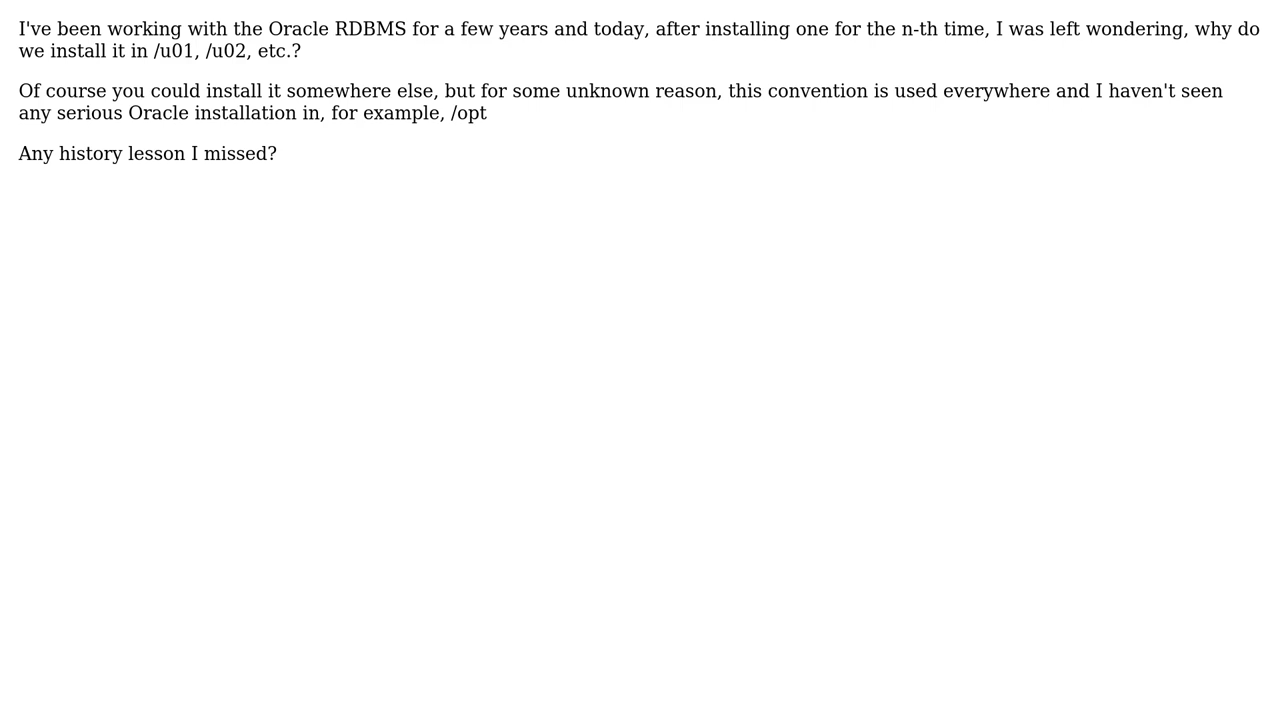 I've been working with the Oracle RDBMS for a few years and today, after installing one for the n-th time, I was left wondering, why do
we install it in /u01, /u02, etc.?
Of course you could install it somewhere else, but for some unknown reason, this convention is used everywhere and I haven't seen
any serious Oracle installation in, for example, /opt
Any history lesson I missed?